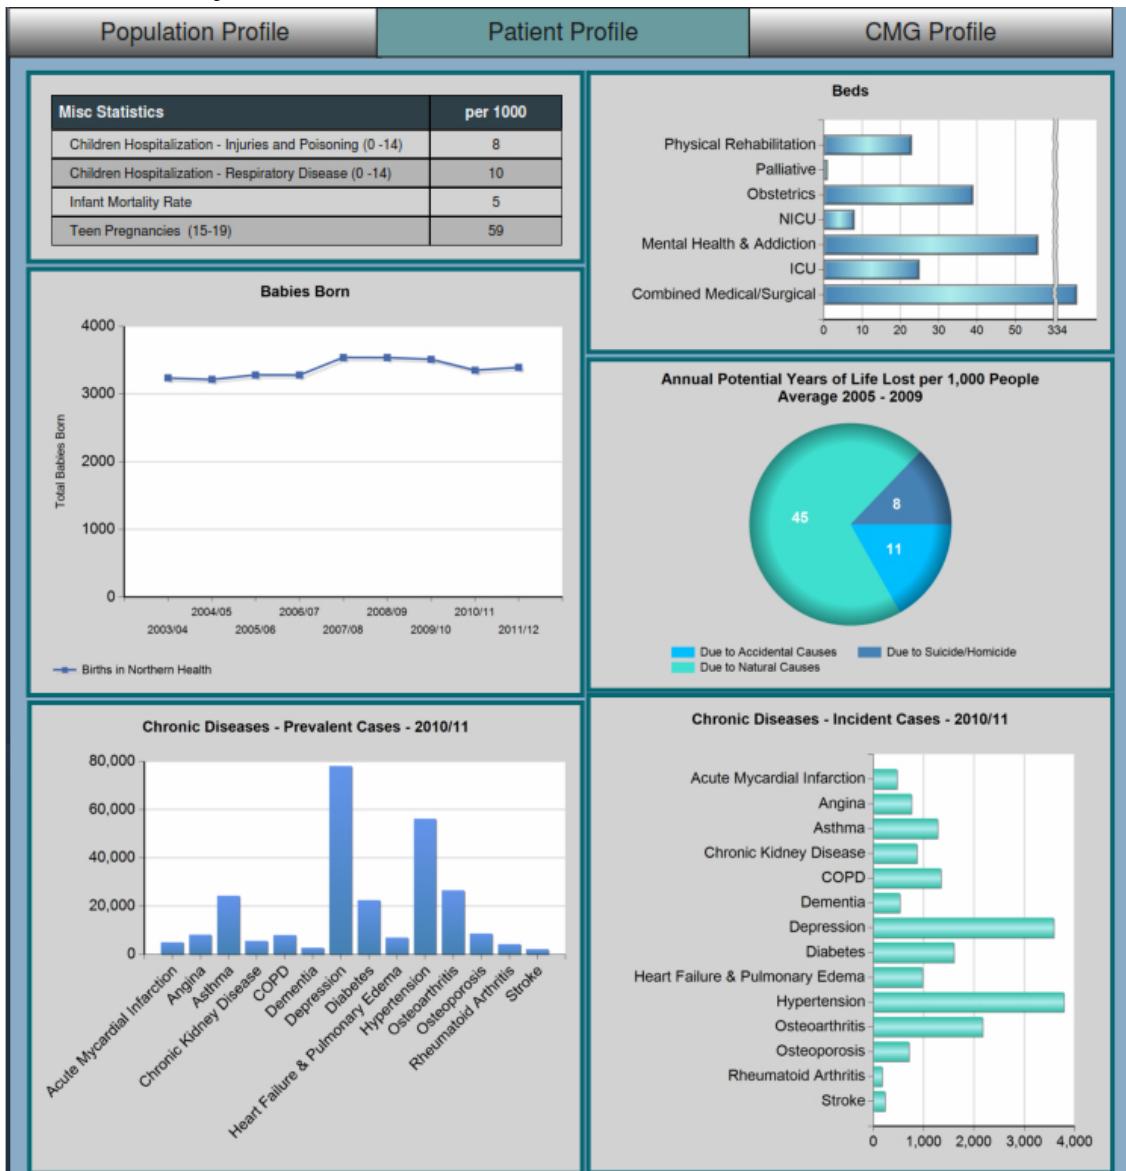 Population Profile
Patient Profile
CMG Profile
Misc Statistics per 1000
Children Hospitalization - Injuries and Poisoning (0 -14) 8
Children Hospitalization - Respiratory Disease (0 -14) 10
Infant Mortality Rate 5
Teen Pregnancies (15-19) 59
Beds
Physical Rehabilitation
Palliative
Obstetrics
NICU
Mental Health & Addiction
ICU
Combined Medical/Surgical
0 10 20 30 40 50 334
Babies Born
4000
3000
2000
1000
0
Total Babies Born
2004/05 2006/07 2008/09 2010/11
2003/04 2005/06 2007/08 2009/10 2011/12
Births in Northern Health
Annual Potential Years of Life Lost per 1,000 People
Average 2005 - 2009
45
8
11
Due to Accidental Causes Due to Suicide/Homicide
Due to Natural Causes
Chronic Diseases - Prevalent Cases - 2010/11
80,000
60,000
40,000
20,000
0
Acute Mycardial Infarction
Angina
Asthma
Chronic Kidney Disease
COPD
Dementia
Depression
Diabetes
Heart Failure & Pulmonary Edema
Hypertension
Osteoarthritis
Osteoporosis
Rheumatoid Arthritis
Stroke
Chronic Diseases - Incident Cases - 2010/11
Acute Mycardial Infarction
Angina
Asthma
Chronic Kidney Disease
COPD
Dementia
Depression
Diabetes
Heart Failure & Pulmonary Edema
Hypertension
Osteoarthritis
Osteoporosis
Rheumatoid Arthritis
Stroke
0 1,000 2,000 3,000 4,000